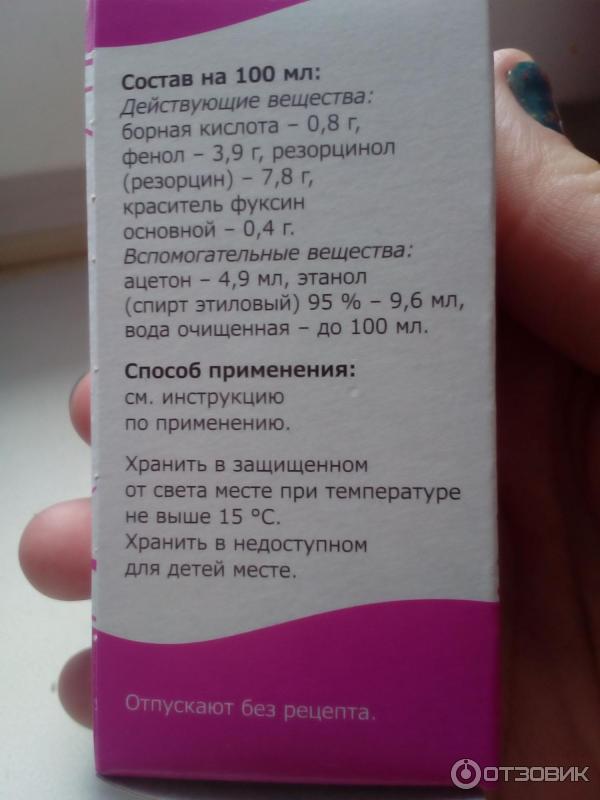 Состав на 100 мл:
Действующие вещества:
борная кислота – 0,8 г,
фенол – 3,9 г, резорцинол
(резорцин) – 7,8 г,
краситель фуксин
основной – 0,4 г.
Вспомогательные вещества:
ацетон – 4,9 мл, этанол
(спирт этиловый) 95 % – 9,6 мл,
вода очищенная – до 100 мл.
Способ применения:
см. инструкцию
по применению.
Хранить в защищенном
от света месте при температуре
не выше 15 °С.
Хранить в недоступном
для детей месте.
Отпускают без рецепта.
ОТЗОВИК